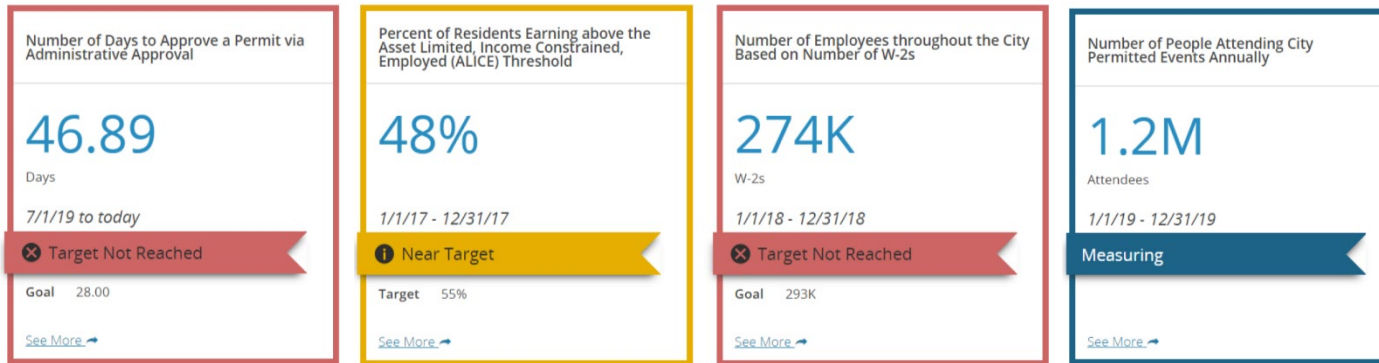 Number of Days to Approve a Permit via
Administrative Approval
46.89
Days
7/1/19 to today
Target Not Reached
Goal 28.00
See More
Percent of Residents Earning above the
Asset Limited, Income Constrained,
Employed (ALICE) Threshold
48%
1/1/17 - 12/31/17
Near Target
Target 55%
See More
Number of Employees throughout the City
Based on Number of W-2s
274K
W-2s
1/1/18 - 12/31/18
Target Not Reached
Goal 293K
See More
Number of People Attending City
Permitted Events Annually
1.2M
Attendees
1/1/19 - 12/31/19
Measuring
See More